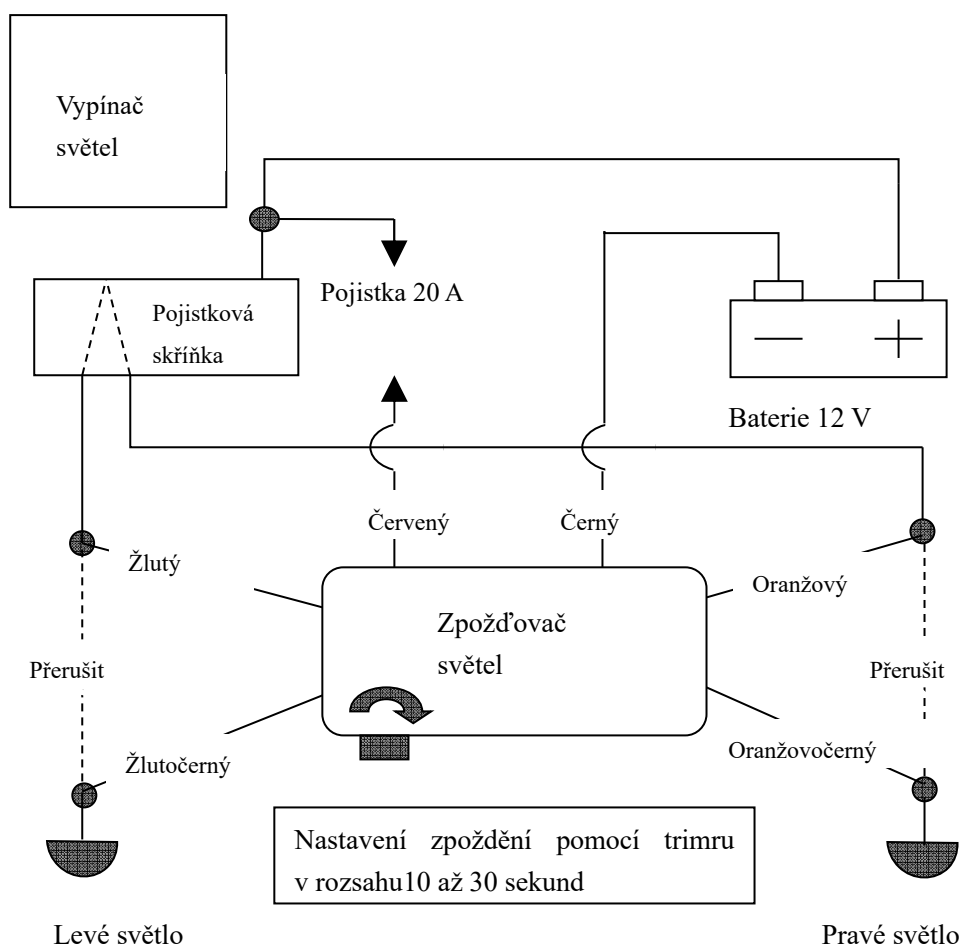 Vypínač
světel
Pojistka 20 A
Pojistková
skříňka
Baterie 12 V
Červený
Černý
Žlutý
Oranžový
Zpožďovač
světel
Přerušit
Přerušit
Žlutočerný
Oranžovočerný
Nastavení zpoždění pomocí trimru
v rozsahu10 až 30 sekund
Levé světlo
Pravé světlo